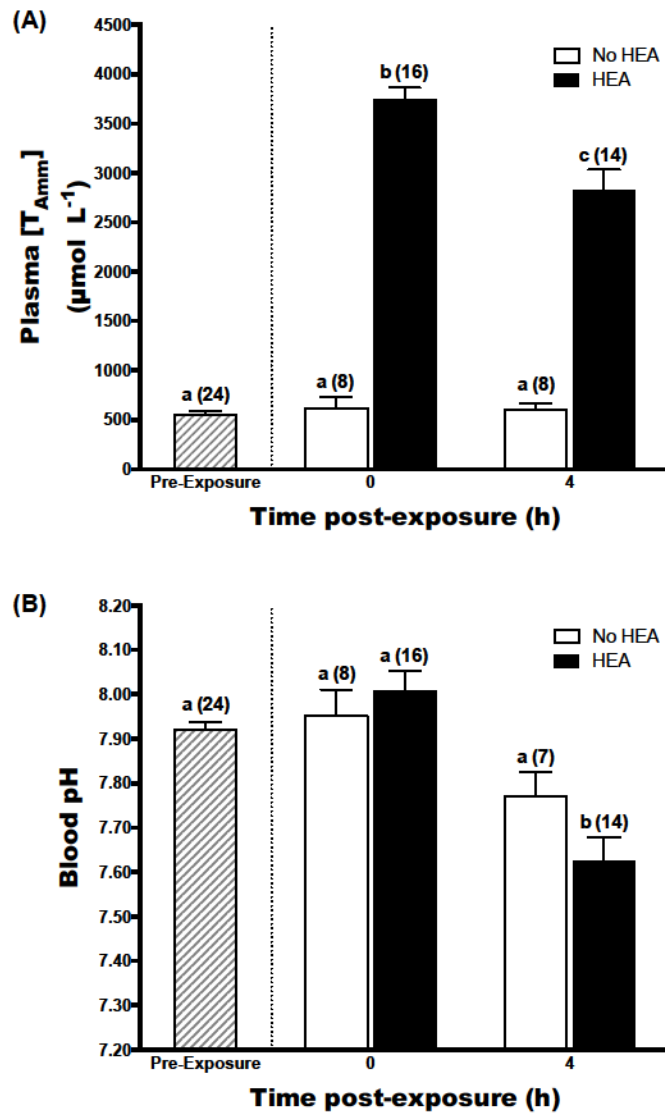 (A)
Plasma [T_Amm]
(µmol L⁻¹)
4500
4000
3500
3000
2500
2000
1500
1000
500
0
No HEA
HEA
a (24)
a (8)
b (16)
a (8)
c (14)
Pre-Exposure
0
4
Time post-exposure (h)
(B)
Blood pH
8.20
8.10
8.00
7.90
7.80
7.70
7.60
7.50
7.40
7.30
7.20
No HEA
HEA
a (24)
a (8)
a (16)
a (7)
b (14)
Pre-Exposure
0
4
Time post-exposure (h)